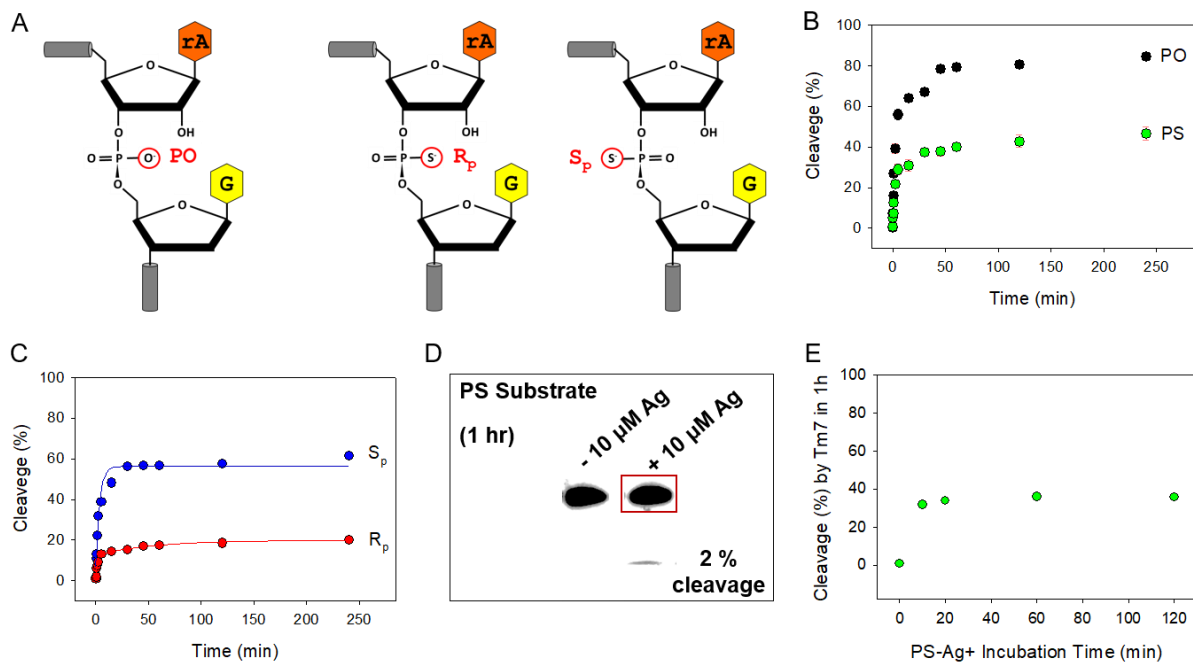 A
rA
O
O
OH
O=P
O-
PO
O
G
O
rA
O
O
OH
O=P
S-
Rp
O
G
O
rA
O
O
OH
Sp
S-
P=O
O
G
O
B
Cleavege (%)
100
80
60
40
20
0
PO
PS
0 50 100 150 200 250
Time (min)
C
Cleavege (%)
100
80
60
40
20
0
Sp
Rp
0 50 100 150 200 250
Time (min)
D
PS Substrate
(1 hr)
- 10 µM Ag
+ 10 µM Ag
2 %
cleavage
E
Cleavage (%) by Tm7 in 1h
100
80
60
40
20
0
0 20 40 60 80 100 120
PS-Ag+ Incubation Time (min)